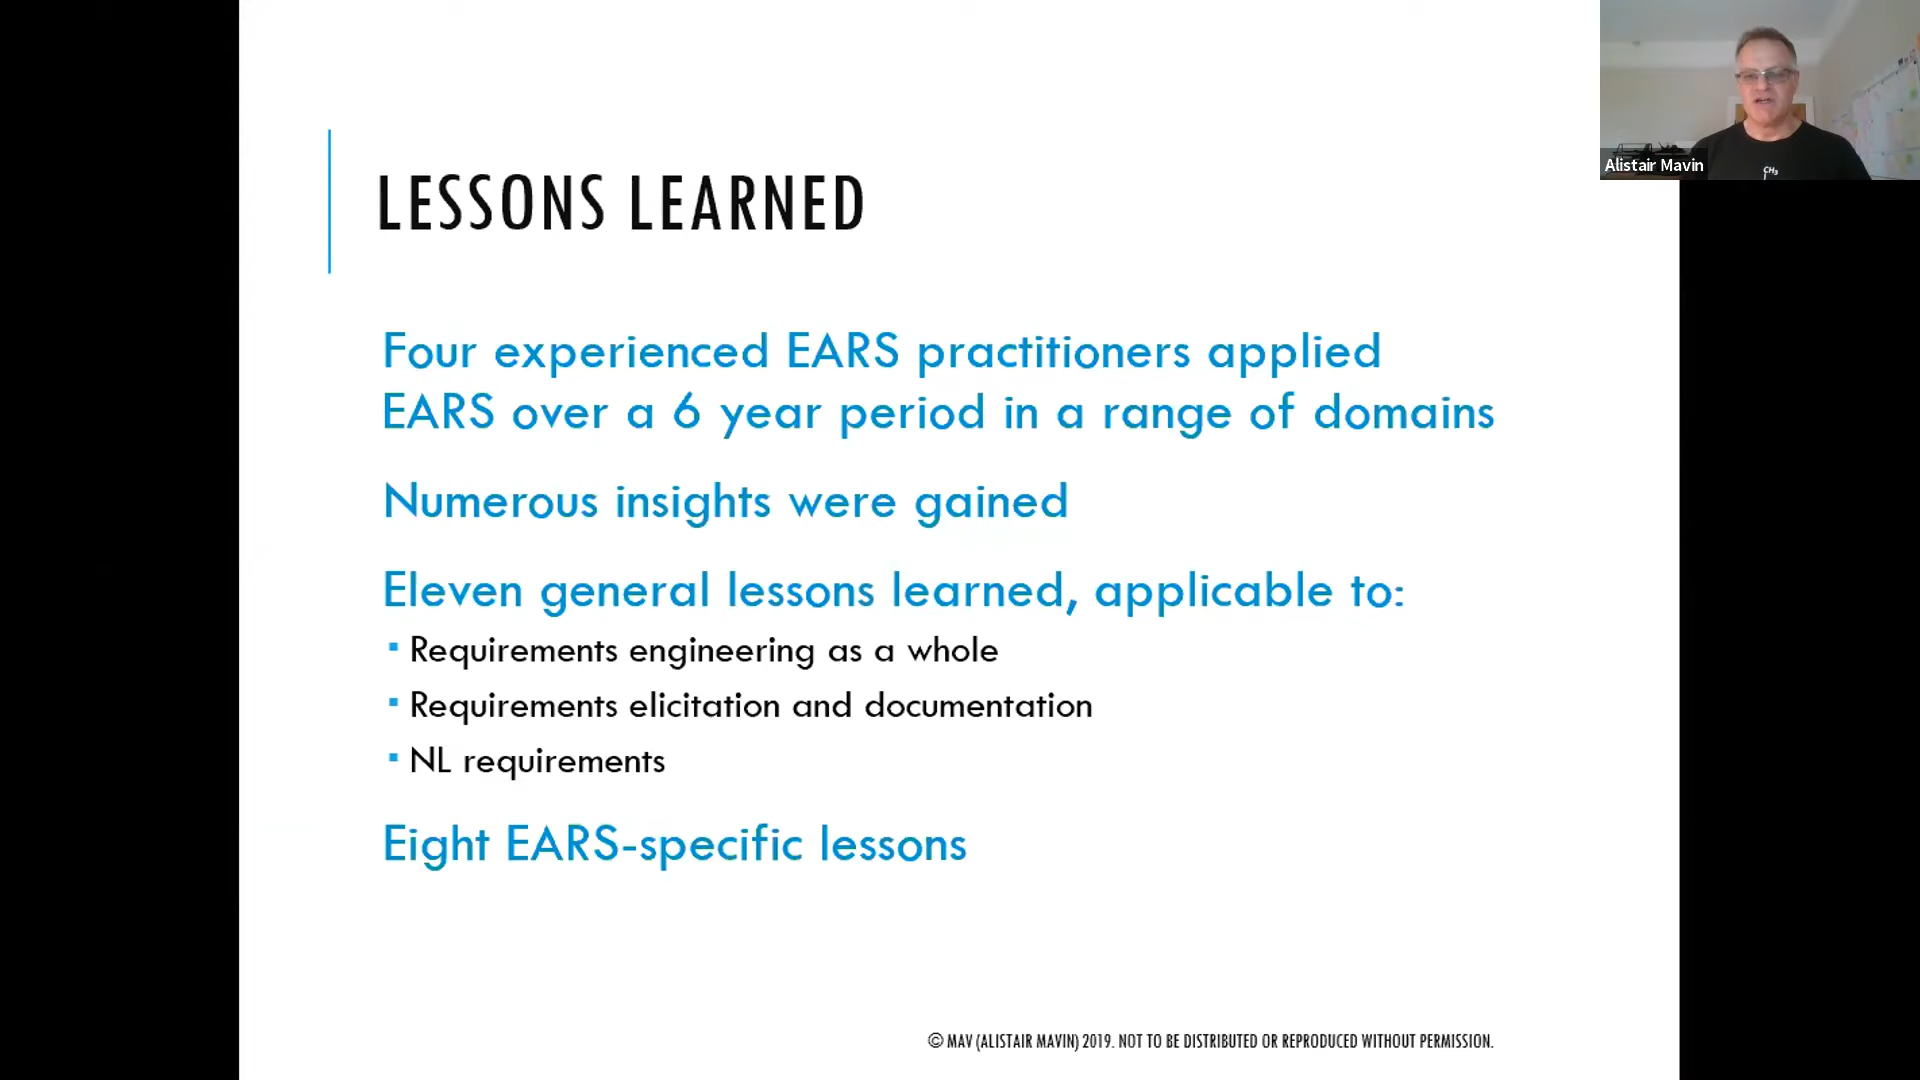 LESSONS LEARNED
Four experienced EARS practitioners applied
EARS over a 6 year period in a range of domains
Numerous insights were gained
Eleven general lessons learned, applicable to:
▪ Requirements engineering as a whole
▪ Requirements elicitation and documentation
▪ NL requirements
Eight EARS-specific lessons
© MAV (ALISTAIR MAVIN) 2019. NOT TO BE DISTRIBUTED OR REPRODUCED WITHOUT PERMISSION.
CH3
Alistair Mavin